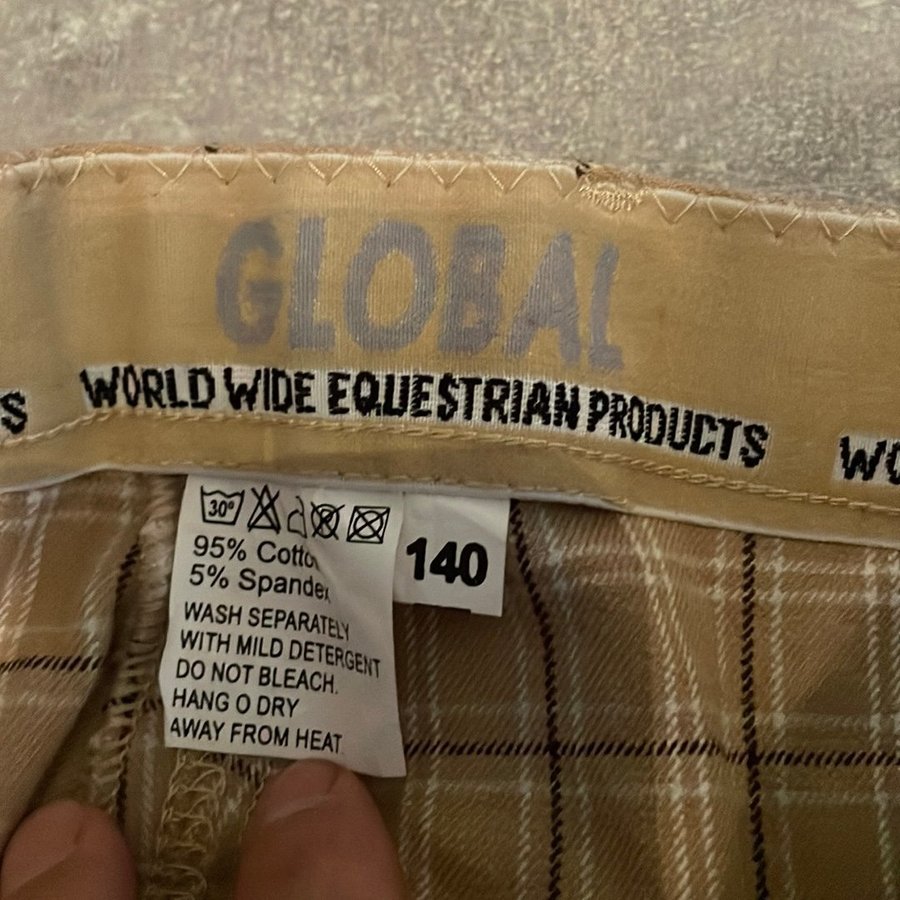 GLOBAL
S WORLD WIDE EQUESTRIAN PRODUCTS WO
30°
95% Cotto
5% Spandex
140
WASH SEPARATELY
WITH MILD DETERGENT
DO NOT BLEACH.
HANG O DRY
AWAY FROM HEAT